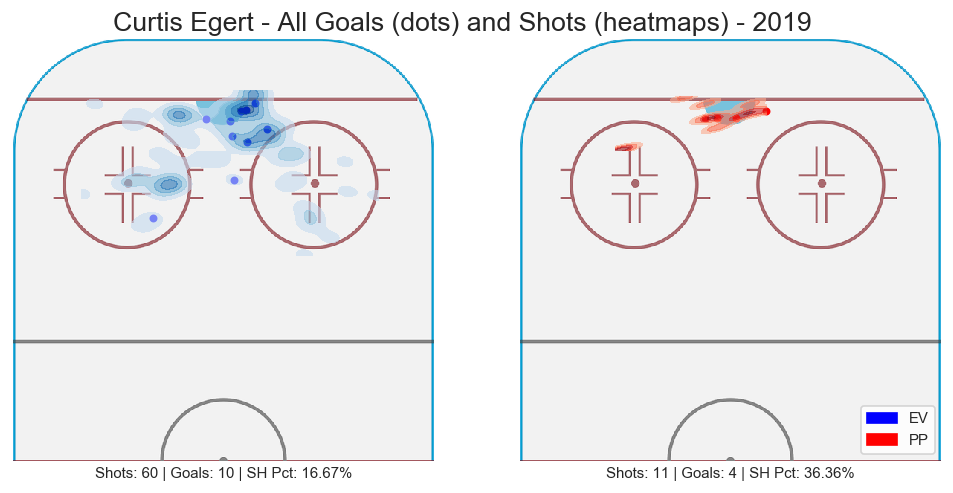 Curtis Egert - All Goals (dots) and Shots (heatmaps) - 2019
EV
PP
Shots: 60 | Goals: 10 | SH Pct: 16.67%
Shots: 11 | Goals: 4 | SH Pct: 36.36%